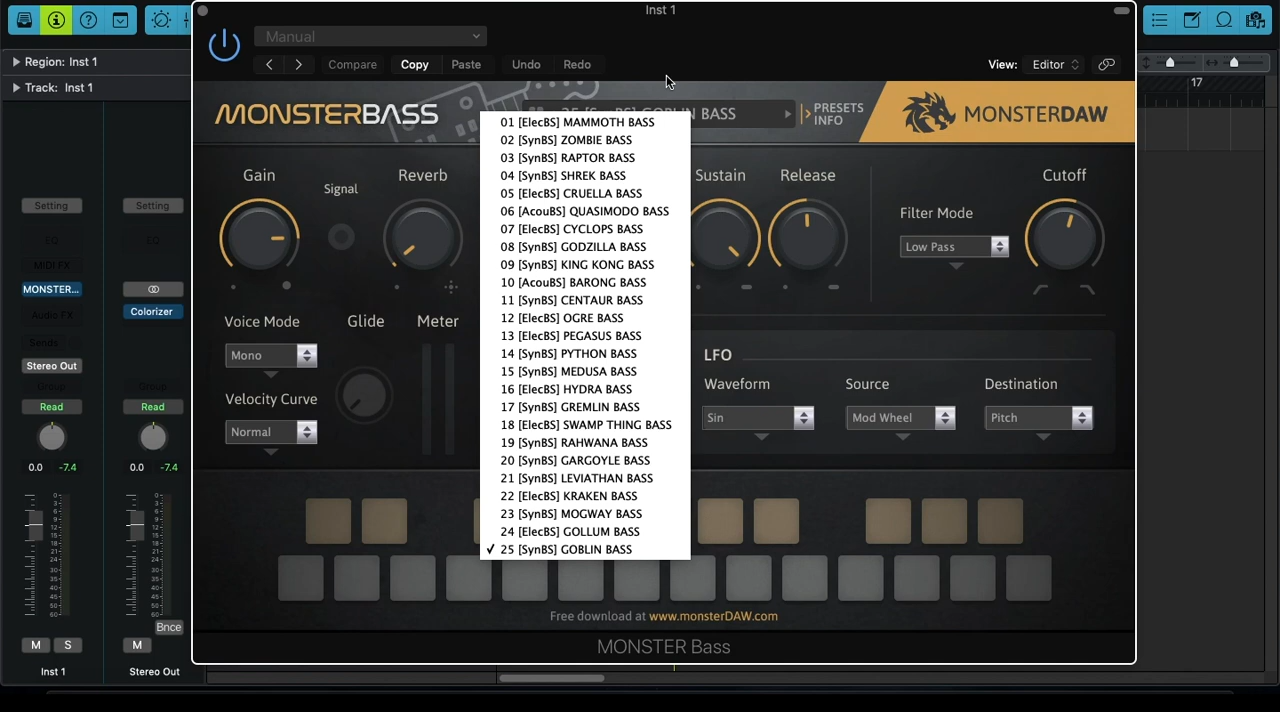 Inst 1
Manual
Compare
Copy
Paste
Undo
Redo
View:
Editor
Region: Inst 1
Track: Inst 1
17
MONSTERBASS
BASS
PRESETS
INFO
MONSTERDAW
01 [ElecBS] MAMMOTH BASS
02 [SynBS] ZOMBIE BASS
03 [SynBS] RAPTOR BASS
04 [SynBS] SHREK BASS
05 [ElecBS] CRUELLA BASS
06 [AcouBS] QUASIMODO BASS
07 [ElecBS] CYCLOPS BASS
08 [SynBS] GODZILLA BASS
09 [SynBS] KING KONG BASS
10 [AcouBS] BARONG BASS
11 [SynBS] CENTAUR BASS
12 [ElecBS] OGRE BASS
13 [ElecBS] PEGASUS BASS
14 [SynBS] PYTHON BASS
15 [SynBS] MEDUSA BASS
16 [ElecBS] HYDRA BASS
17 [SynBS] GREMLIN BASS
18 [ElecBS] SWAMP THING BASS
19 [SynBS] RAHWANA BASS
20 [SynBS] GARGOYLE BASS
21 [SynBS] LEVIATHAN BASS
22 [ElecBS] KRAKEN BASS
23 [SynBS] MOGWAY BASS
24 [ElecBS] GOLLUM BASS
✓ 25 [SynBS] GOBLIN BASS
Gain
Signal
Reverb
Sustain
Release
Filter Mode
Low Pass
Cutoff
Voice Mode
Mono
Glide
Meter
Velocity Curve
Normal
LFO
Waveform
Sin
Source
Mod Wheel
Destination
Pitch
Free download at www.monsterDAW.com
MONSTER Bass
Setting
Setting
EQ
EQ
MIDI FX
MONSTER...
Colorizer
Audio FX
Sends
Stereo Out
Group
Group
Read
Read
0.0 -7.4
0.0 -7.4
Bnce
M S
M
Inst 1
Stereo Out